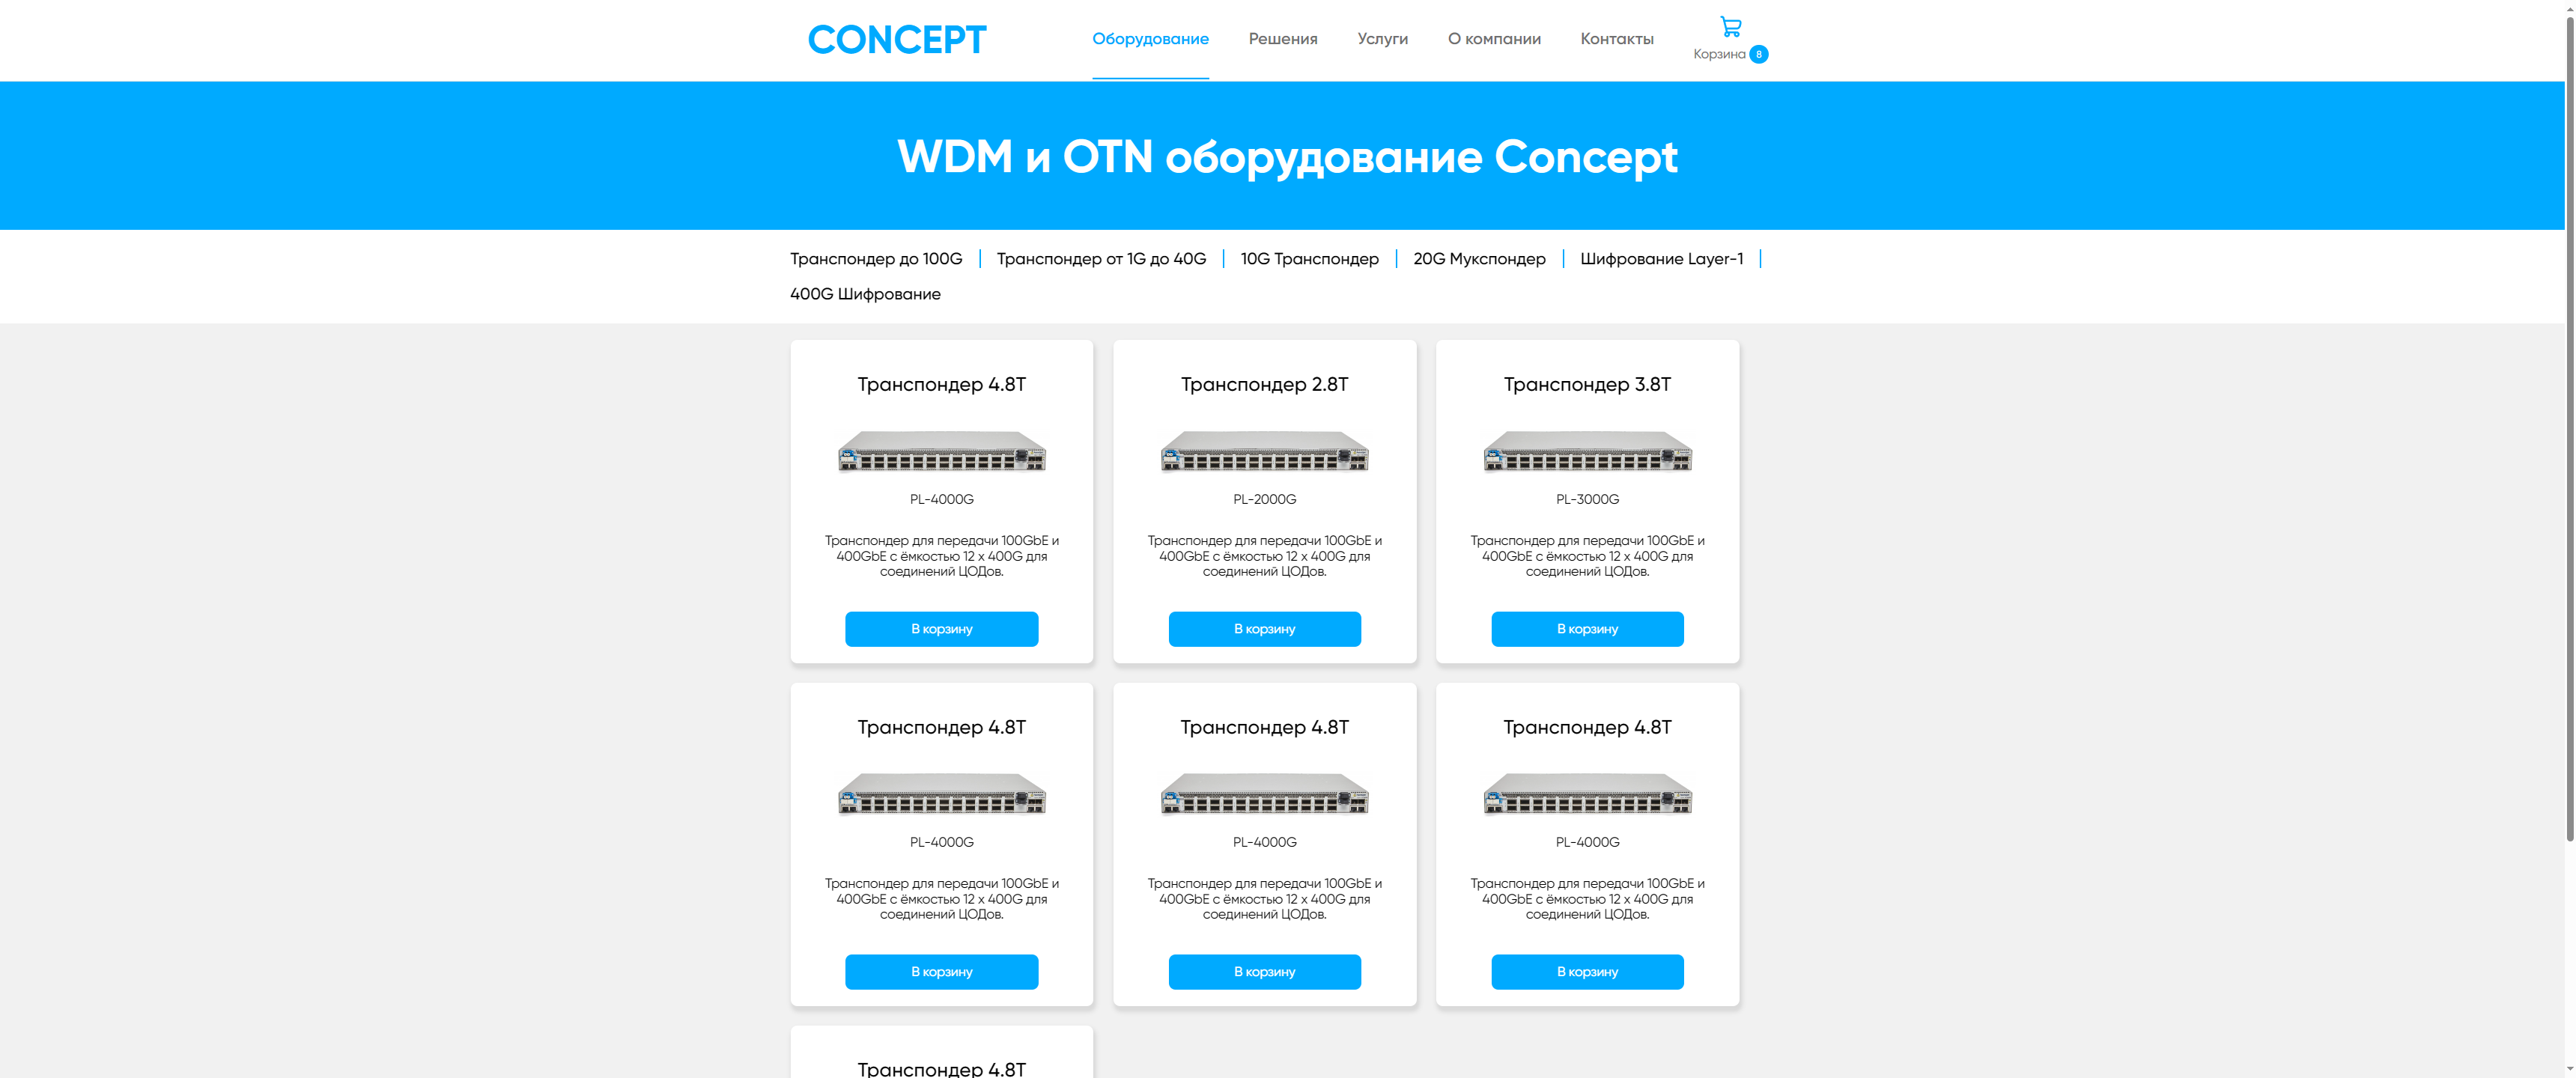 CONCEPT
Оборудование
Решения
Услуги
О компании
Контакты
Корзина 8
WDM и OTN оборудование Concept
Транспондер до 100G
Транспондер от 1G до 40G
10G Транспондер
20G Мукспондер
Шифрование Layer-1
400G Шифрование
Транспондер 4.8T
PL-4000G
Транспондер для передачи 100GbE и
400GbE с ёмкостью 12 x 400G для
соединений ЦОДов.
В корзину
Транспондер 2.8T
PL-2000G
Транспондер для передачи 100GbE и
400GbE с ёмкостью 12 x 400G для
соединений ЦОДов.
В корзину
Транспондер 3.8T
PL-3000G
Транспондер для передачи 100GbE и
400GbE с ёмкостью 12 x 400G для
соединений ЦОДов.
В корзину
Транспондер 4.8T
PL-4000G
Транспондер для передачи 100GbE и
400GbE с ёмкостью 12 x 400G для
соединений ЦОДов.
В корзину
Транспондер 4.8T
PL-4000G
Транспондер для передачи 100GbE и
400GbE с ёмкостью 12 x 400G для
соединений ЦОДов.
В корзину
Транспондер 4.8T
PL-4000G
Транспондер для передачи 100GbE и
400GbE с ёмкостью 12 x 400G для
соединений ЦОДов.
В корзину
Транспондер 4.8T